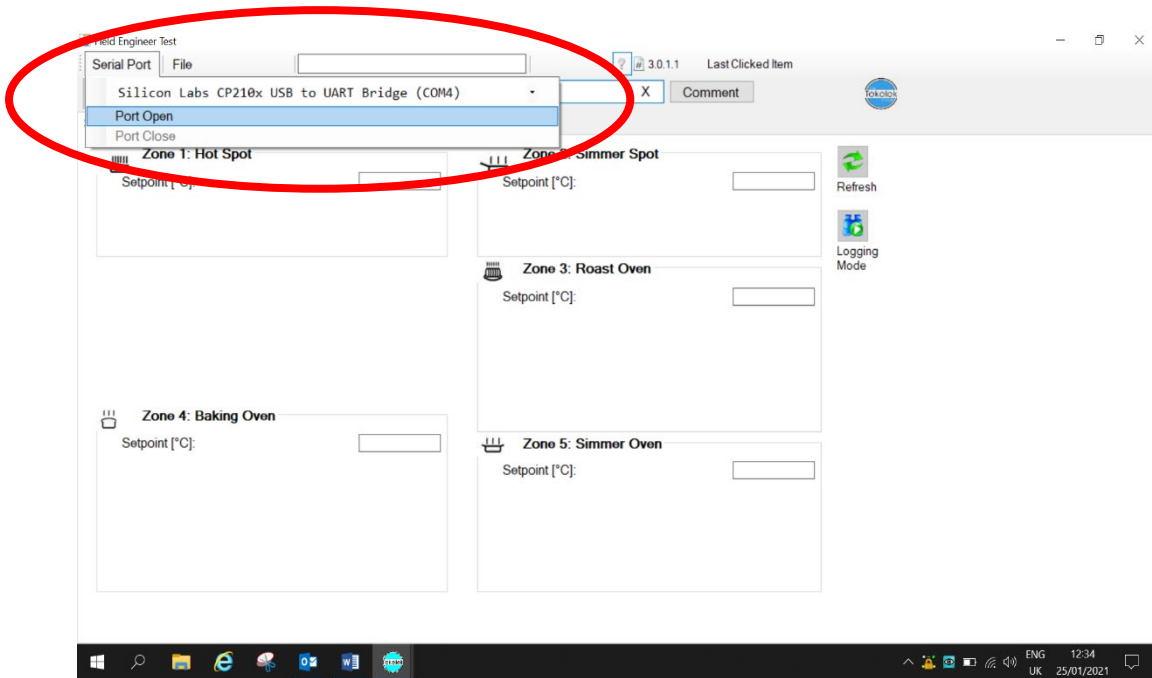 Field Engineer Test
Serial Port File
? # 3.0.1.1 Last Clicked Item
Silicon Labs CP210x USB to UART Bridge (COM4)
X Comment
Tokolok
Port Open
Port Close
Zone 1: Hot Spot
Setpoint [°C]:
Zone 2: Simmer Spot
Setpoint [°C]:
Refresh
Logging
Mode
Zone 3: Roast Oven
Setpoint [°C]:
Zone 4: Baking Oven
Setpoint [°C]:
Zone 5: Simmer Oven
Setpoint [°C]:
ENG 12:34
UK 25/01/2021